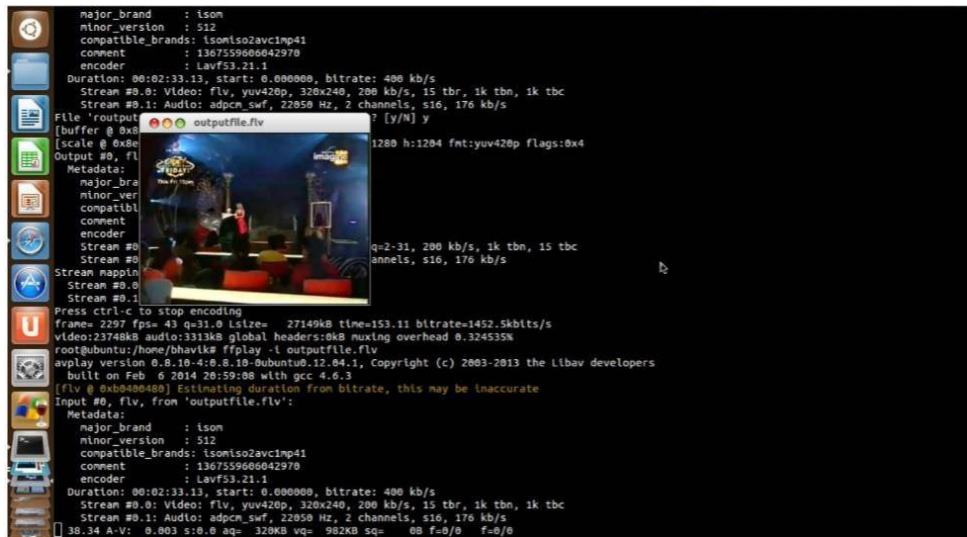 major_brand : isom
minor_version : 512
compatible_brands: isomiso2avc1mp41
comment : 1367559606042970
encoder : Lavf53.21.1
Duration: 00:02:33.13, start: 0.000000, bitrate: 400 kb/s
Stream #0.0: Video: flv, yuv420p, 320x240, 200 kb/s, 15 tbr, 1k tbn, 1k tbc
Stream #0.1: Audio: adpcm_swf, 22050 Hz, 2 channels, s16, 176 kb/s
File 'routput ? [y/N] y
[buffer @ 0x8
[scale @ 0x8e 1280 h:1204 fmt:yuv420p flags:0x4
Output #0, fl
Metadata:
major_bra
minor_ver
compatibl
comment
encoder
Stream #0 q=2-31, 200 kb/s, 1k tbn, 15 tbc
Stream #0 annels, s16, 176 kb/s
Stream mappin
Stream #0.0
Stream #0.1
outputfile.flv
FRIDAY!
imagine
Press ctrl-c to stop encoding
frame= 2297 fps= 43 q=31.0 Lsize= 27149kB time=153.11 bitrate=1452.5kbits/s
video:23748kB audio:3313kB global headers:0kB muxing overhead 0.324535%
root@ubuntu:/home/bhavik# ffplay -i outputfile.flv
avplay version 0.8.10-4:0.8.10-0ubuntu0.12.04.1, Copyright (c) 2003-2013 the Libav developers
built on Feb 6 2014 20:59:08 with gcc 4.6.3
[flv @ 0xb0400480] Estimating duration from bitrate, this may be inaccurate
Input #0, flv, from 'outputfile.flv':
Metadata:
major_brand : isom
minor_version : 512
compatible_brands: isomiso2avc1mp41
comment : 1367559606042970
encoder : Lavf53.21.1
Duration: 00:02:33.13, start: 0.000000, bitrate: 400 kb/s
Stream #0.0: Video: flv, yuv420p, 320x240, 200 kb/s, 15 tbr, 1k tbn, 1k tbc
Stream #0.1: Audio: adpcm_swf, 22050 Hz, 2 channels, s16, 176 kb/s
38.34 A-V: 0.003 s:0.0 aq= 320KB vq= 982KB sq= 0B f=0/0 f=0/0